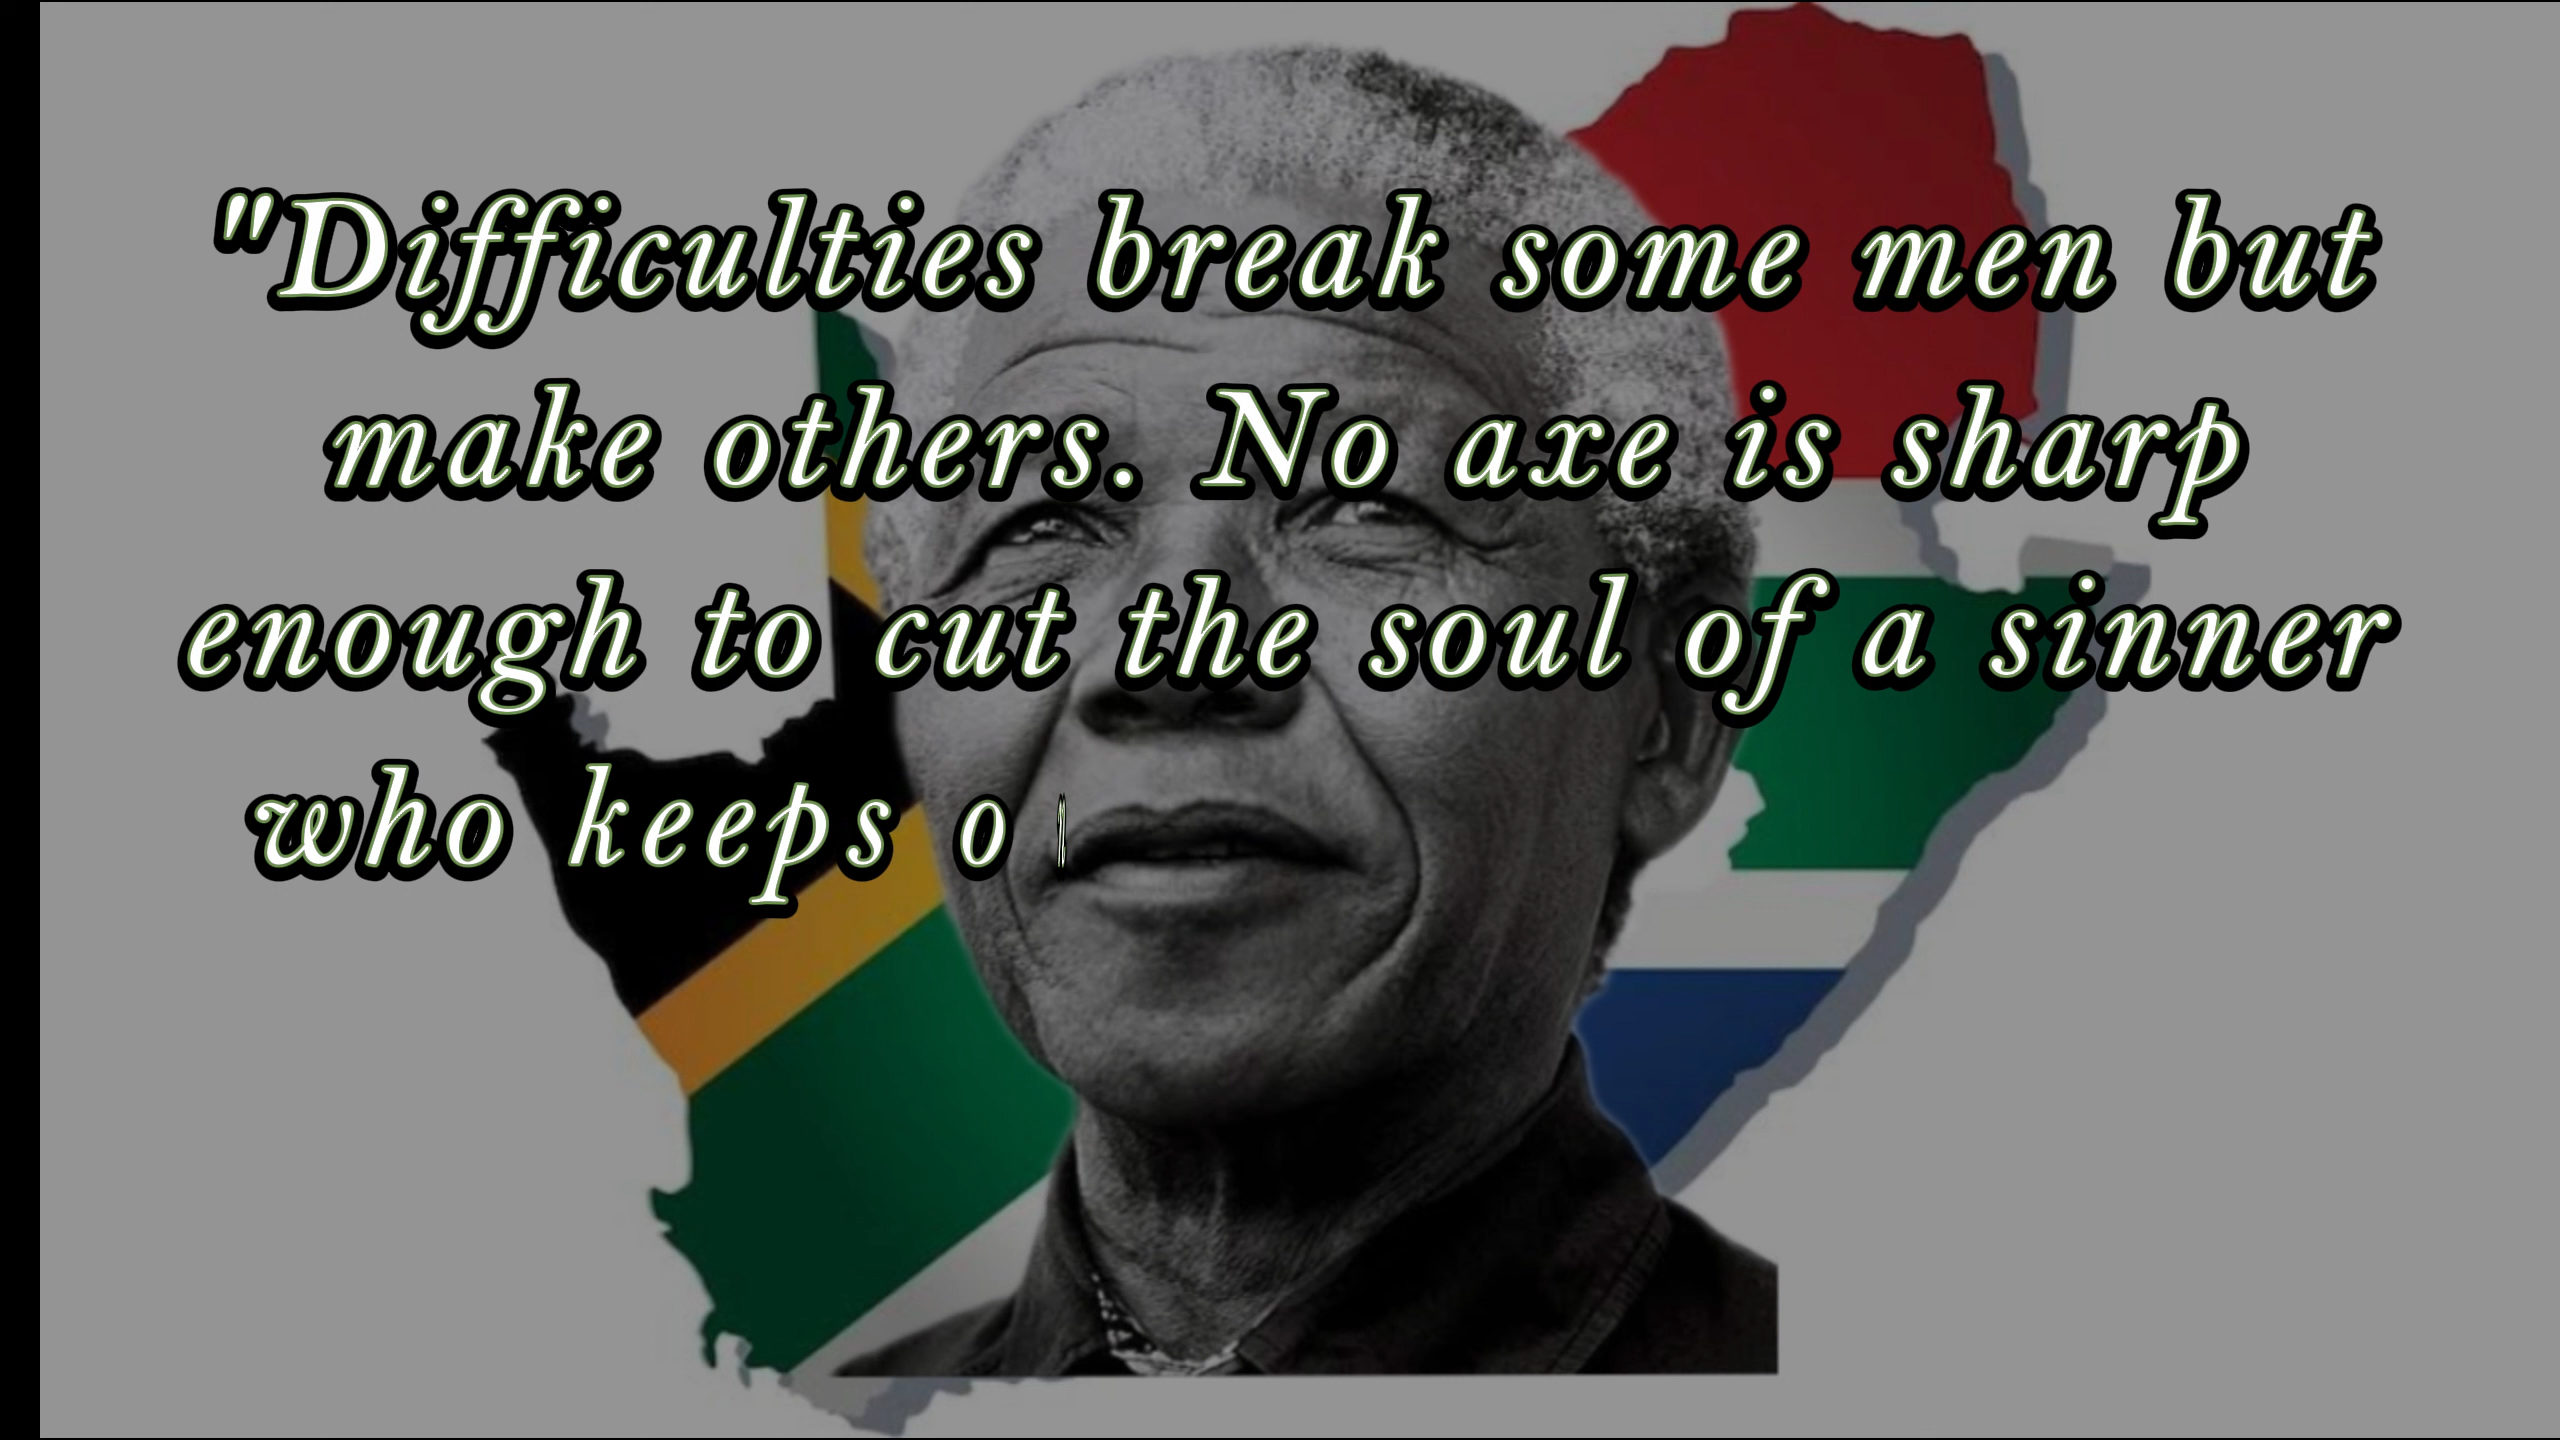 "Difficulties break some men but
make others. No axe is sharp
enough to cut the soul of a sinner
who keeps o